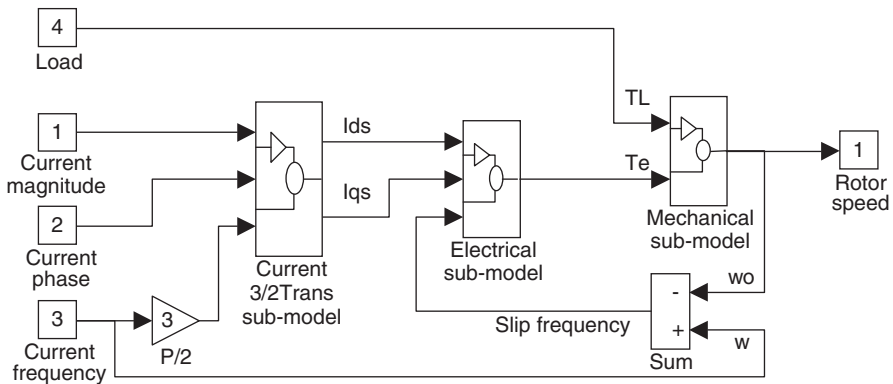 4
Load
1
Current
magnitude
2
Current
phase
3
Current
frequency
3
P/2
Current
3/2Trans
sub-model
Ids
Iqs
Electrical
sub-model
TL
Te
Mechanical
sub-model
1
Rotor
speed
wo
-
+
w
Sum
Slip frequency